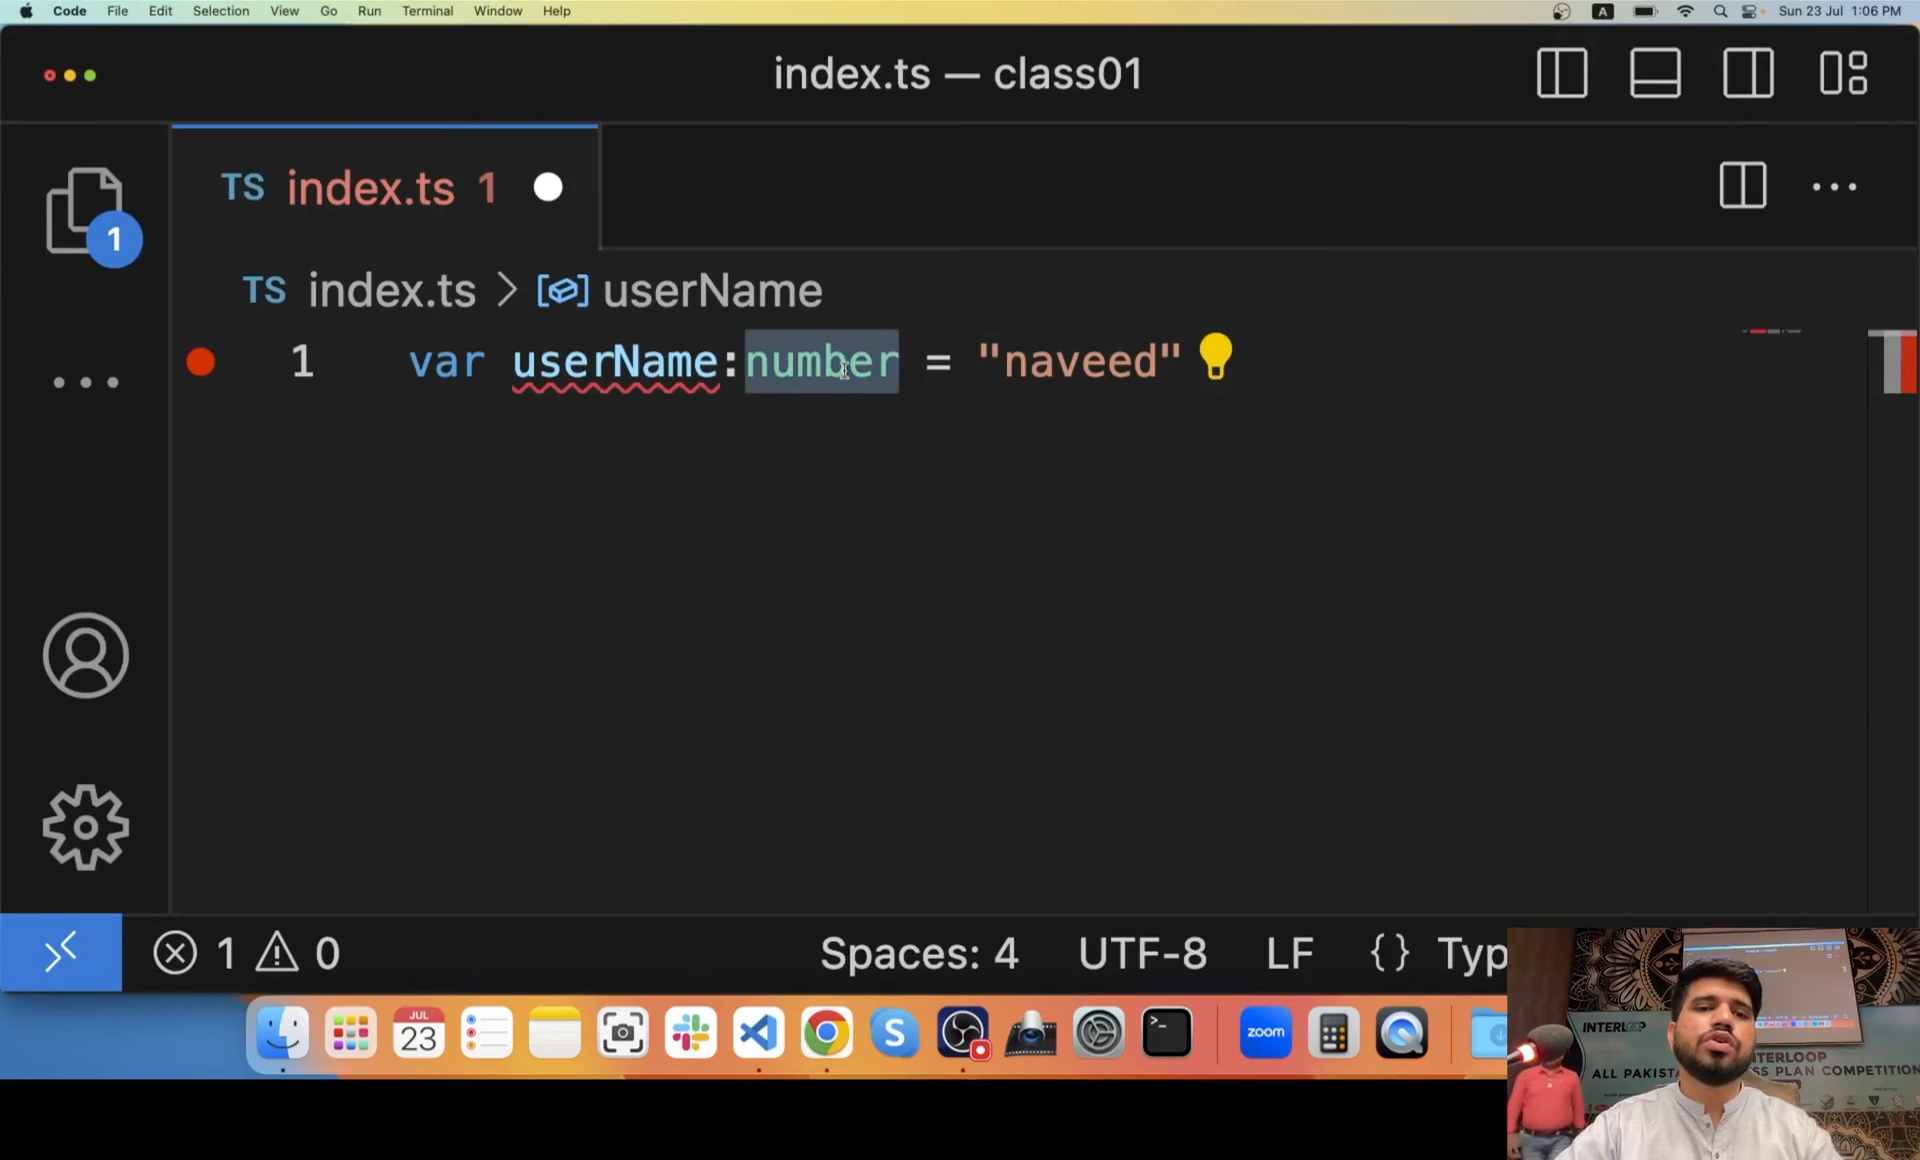 Code File Edit Selection View Go Run Terminal Window Help
A
Sun 23 Jul 1:06 PM
index.ts — class01
1
TS index.ts 1
TS index.ts > userName
1 var userName:number = "naveed"
1 0
Spaces: 4 UTF-8 LF {} Typ
JUL
23
S
>_
zoom
INTERLOOP
INTERLOOP
ALL PAKISTA
SS PLAN COMPETITION